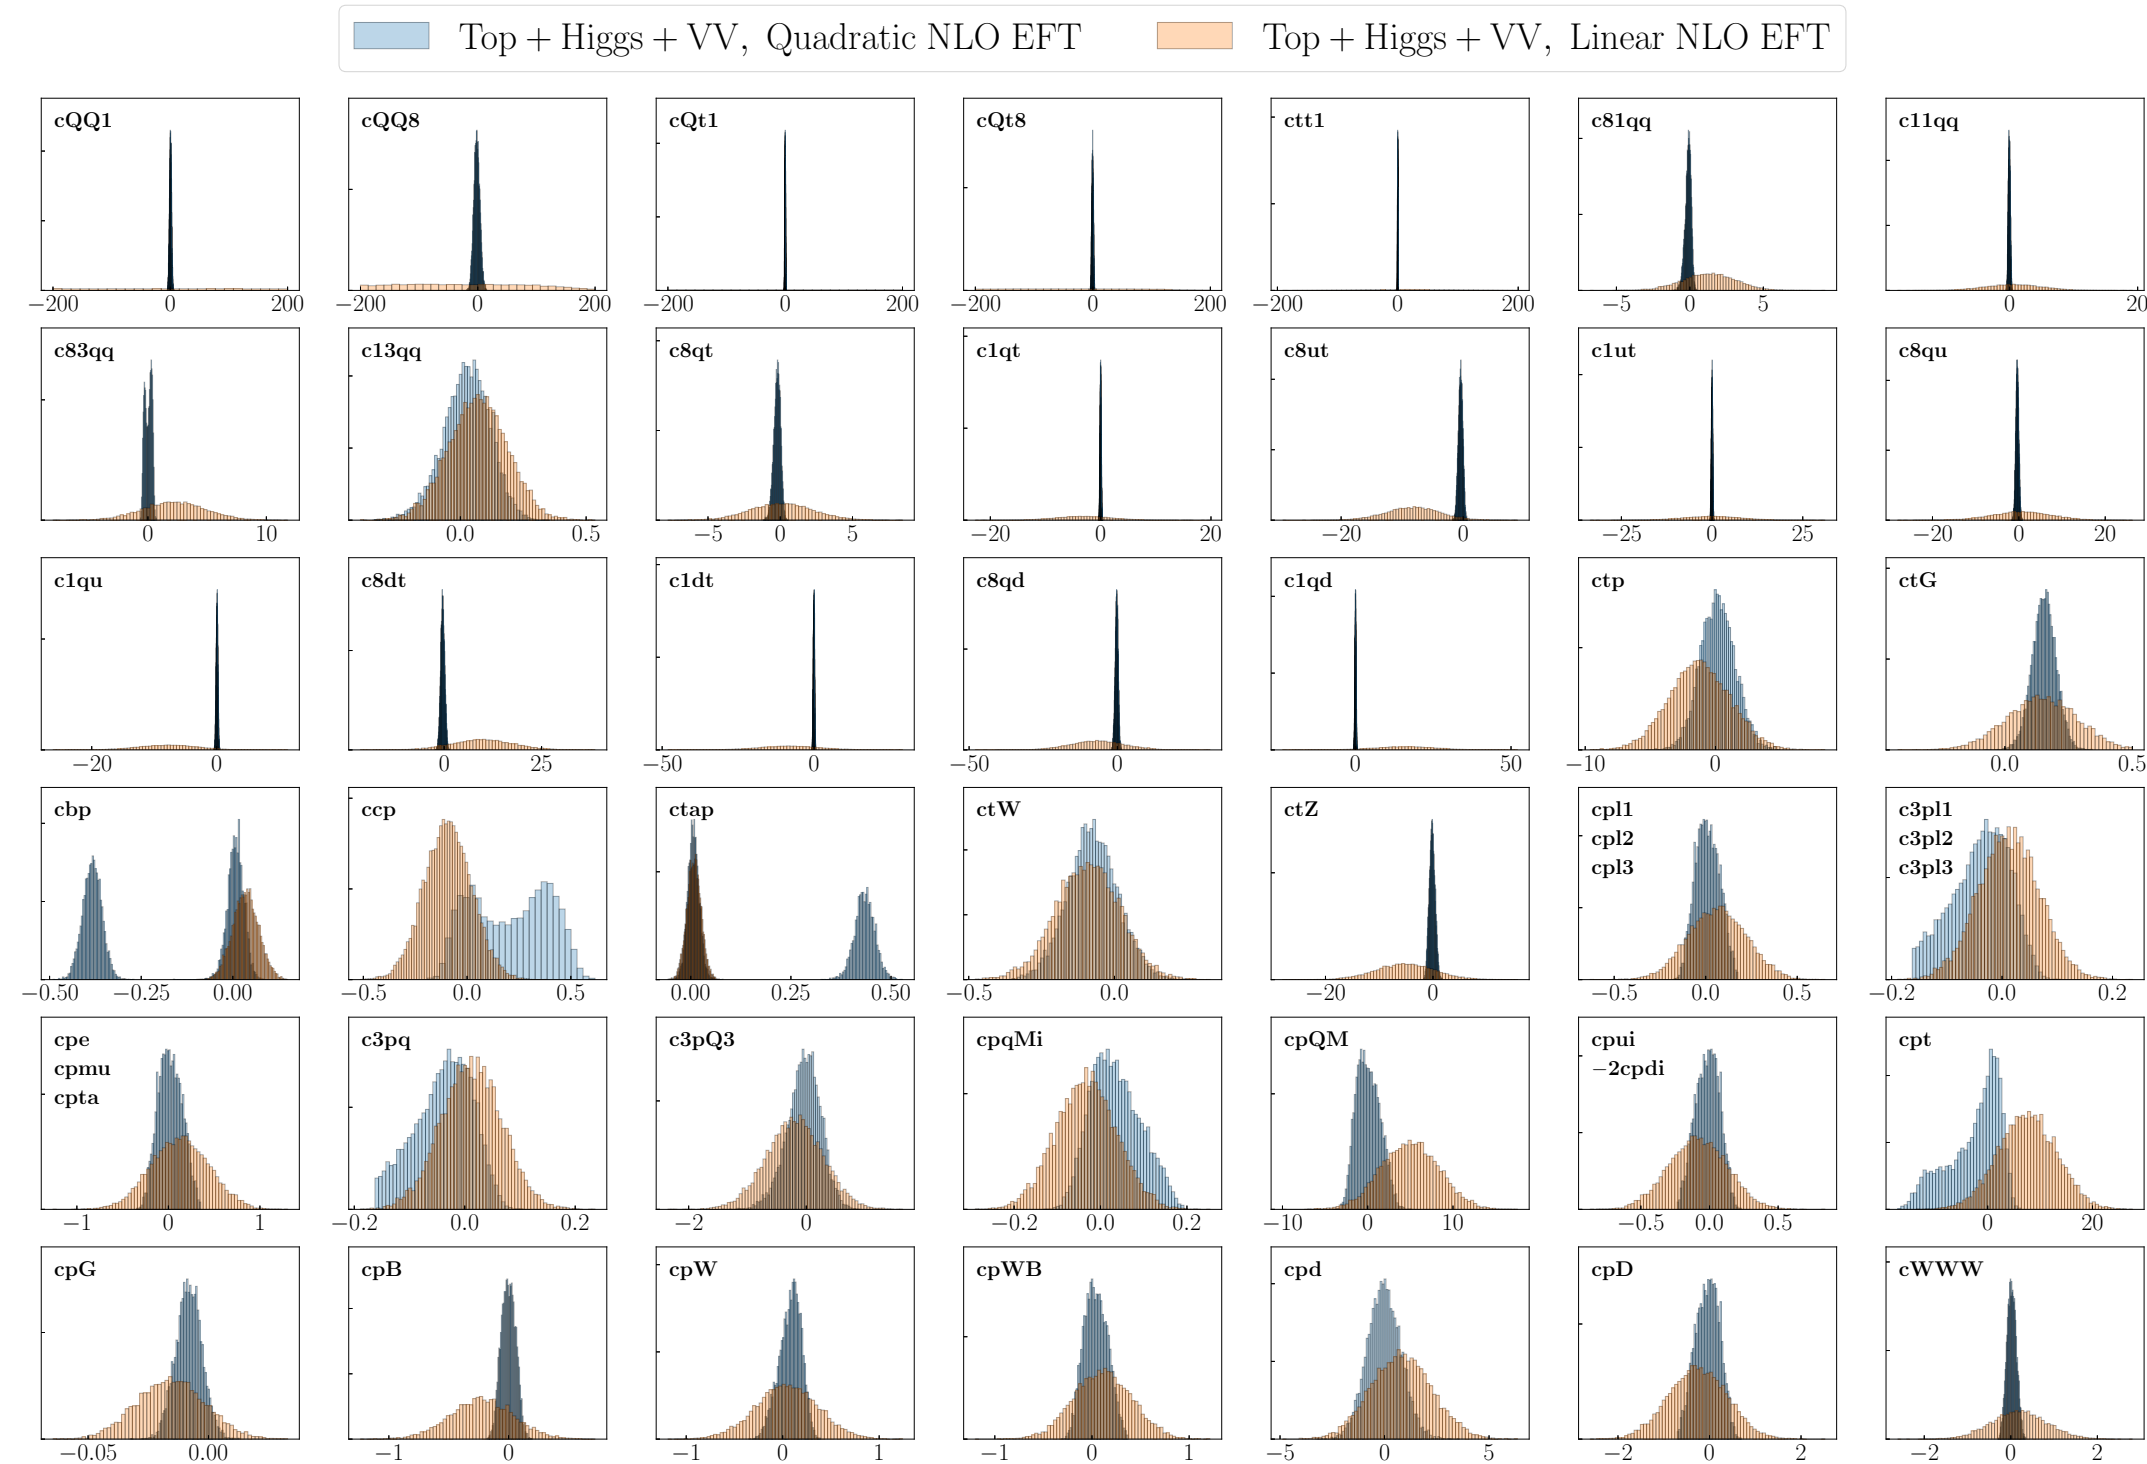 Top + Higgs + VV, Quadratic NLO EFT
Top + Higgs + VV, Linear NLO EFT
cQQ1
cQQ8
cQt1
cQt8
ctt1
c81qq
c11qq
−200 0 200
−200 0 200
−200 0 200
−200 0 200
−200 0 200
−5 0 5
0 20
c83qq
c13qq
c8qt
c1qt
c8ut
c1ut
c8qu
0 10
0.0 0.5
−5 0 5
−20 0 20
−20 0
−25 0 25
−20 0 20
c1qu
c8dt
c1dt
c8qd
c1qd
ctp
ctG
−20 0
0 25
−50 0
−50 0
0 50
−10 0
0.0 0.5
cbp
ccp
ctap
ctW
ctZ
cpl1
cpl2
cpl3
c3pl1
c3pl2
c3pl3
−0.50 −0.25 0.00
−0.5 0.0 0.5
0.00 0.25 0.50
−0.5 0.0
−20 0
−0.5 0.0 0.5
−0.2 0.0 0.2
cpe
cpmu
cpta
c3pq
c3pQ3
cpqMi
cpQM
cpui
−2cpdi
cpt
−1 0 1
−0.2 0.0 0.2
−2 0
−0.2 0.0 0.2
−10 0 10
−0.5 0.0 0.5
0 20
cpG
cpB
cpW
cpWB
cpd
cpD
cWWW
−0.05 0.00
−1 0
−1 0 1
−1 0 1
−5 0 5
−2 0 2
−2 0 2